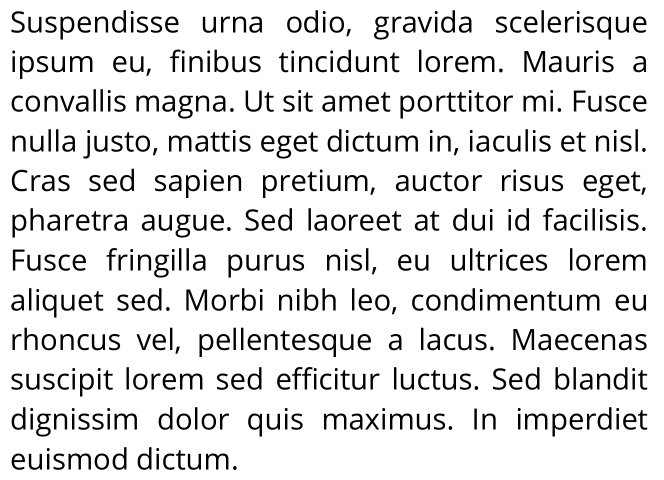 Suspendisse urna odio, gravida scelerisque
ipsum eu, finibus tincidunt lorem. Mauris a
convallis magna. Ut sit amet porttitor mi. Fusce
nulla justo, mattis eget dictum in, iaculis et nisl.
Cras sed sapien pretium, auctor risus eget,
pharetra augue. Sed laoreet at dui id facilisis.
Fusce fringilla purus nisl, eu ultrices lorem
aliquet sed. Morbi nibh leo, condimentum eu
rhoncus vel, pellentesque a lacus. Maecenas
suscipit lorem sed efficitur luctus. Sed blandit
dignissim dolor quis maximus. In imperdiet
euismod dictum.